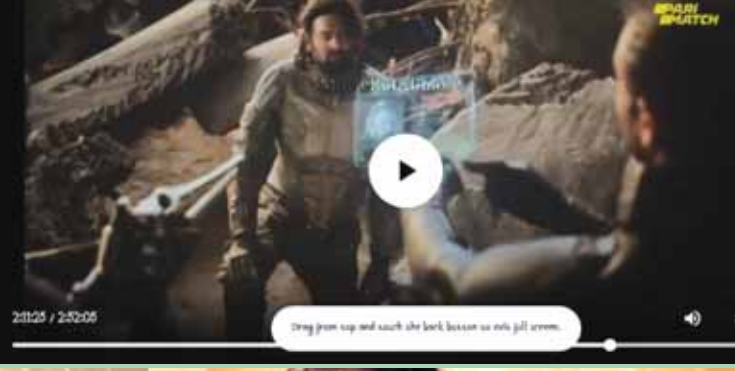 PARI
MATCH
2:11:25 / 2:52:05
Drag from top and touch the back button to exit full screen.